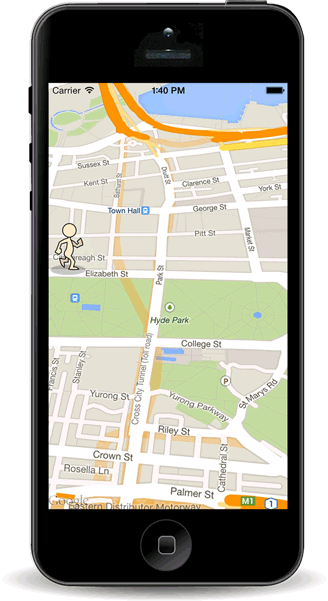 Carrier 1:40 PM
Sussex St
Kent St
Bathurst St
Druitt St
Clarence St
York St
Town Hall
George St
Market St
Pitt St
Park St
Elizabeth St
Hyde Park
College St
Cross City Tunnel (toll road)
Francis St
Stanley St
P
Yurong St
Yurong Parkway
St Marys Rd
Riley St
Crown St
Cathedral St
Rosella Ln
Palmer St
Google
Eastern Distributor Motorway
M1
1